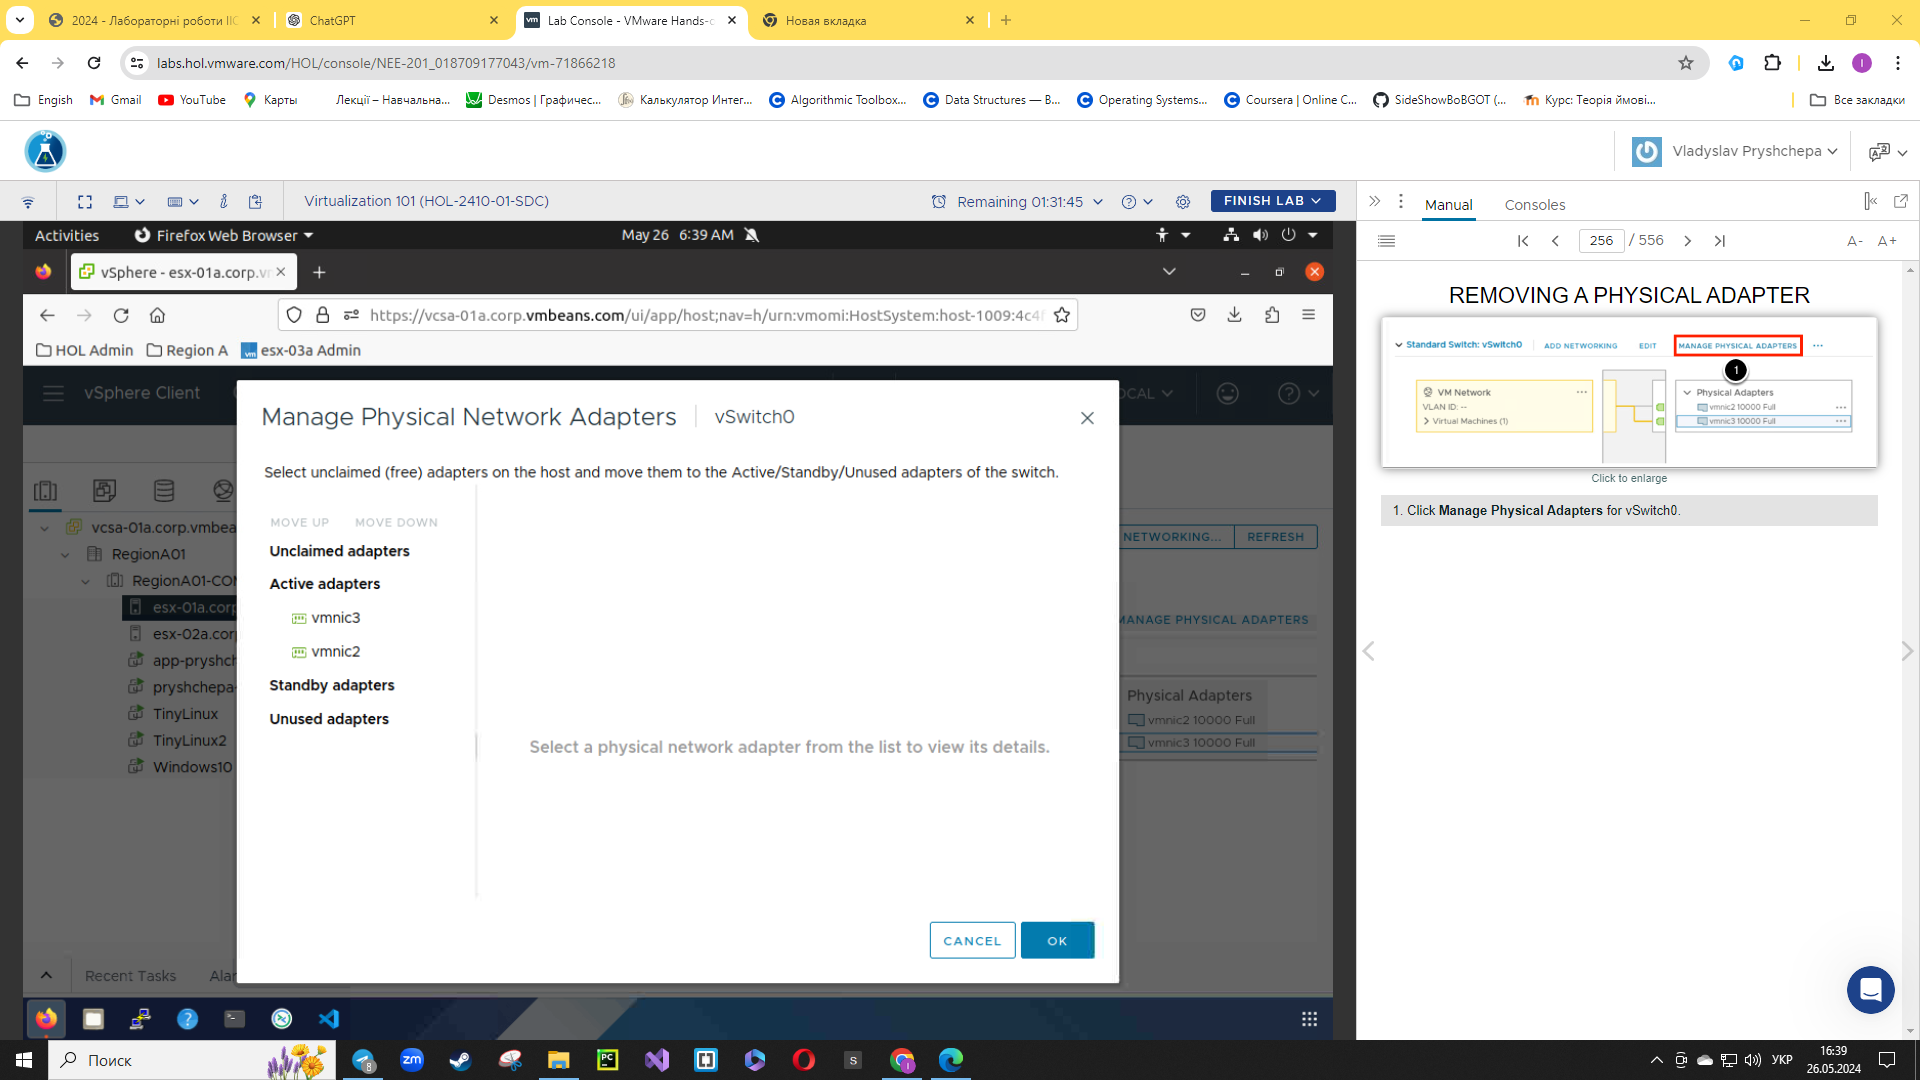 2024 - Лабораторні роботи ІІС
ChatGPT
Lab Console - VMware Hands-o
Новая вкладка
labs.hol.vmware.com/HOL/console/NEE-201_018709177043/vm-71866218
Engish
Gmail
YouTube
Карты
Лекції – Навчальна...
Desmos | Графичес...
Калькулятор Интег...
Algorithmic Toolbox...
Data Structures — B...
Operating Systems...
Coursera | Online C...
SideShowBoBGOT (...
Курс: Теорія ймові...
Все закладки
Vladyslav Pryshchepa
Virtualization 101 (HOL-2410-01-SDC)
Remaining 01:31:45
FINISH LAB
Manual
Consoles
256 / 556
A- A+
Activities
Firefox Web Browser
May 26 6:39 AM
vSphere - esx-01a.corp.vm
https://vcsa-01a.corp.vmbeans.com/ui/app/host;nav=h/urn:vmomi:HostSystem:host-1009:4c4
HOL Admin
Region A
vm
esx-03a Admin
vSphere Client
OCAL
Manage Physical Network Adapters
vSwitch0
Select unclaimed (free) adapters on the host and move them to the Active/Standby/Unused adapters of the switch.
MOVE UP
MOVE DOWN
Unclaimed adapters
Active adapters
vmnic3
vmnic2
Standby adapters
Unused adapters
Select a physical network adapter from the list to view its details.
CANCEL
OK
vcsa-01a.corp.vmbea
RegionA01
RegionA01-CO
esx-01a.corp
esx-02a.corp
app-pryshch
pryshchepa-
TinyLinux
TinyLinux2
Windows10
NETWORKING...
REFRESH
MANAGE PHYSICAL ADAPTERS
Physical Adapters
vmnic2 10000 Full
vmnic3 10000 Full
Recent Tasks
Alar
REMOVING A PHYSICAL ADAPTER
Standard Switch: vSwitch0
ADD NETWORKING
EDIT
MANAGE PHYSICAL ADAPTERS
...
1
VM Network
...
VLAN ID: --
Virtual Machines (1)
Physical Adapters
vmnic2 10000 Full
...
vmnic3 10000 Full
...
Click to enlarge
1. Click Manage Physical Adapters for vSwitch0.
Поиск
8
zm
PC
S
УКР
16:39
26.05.2024